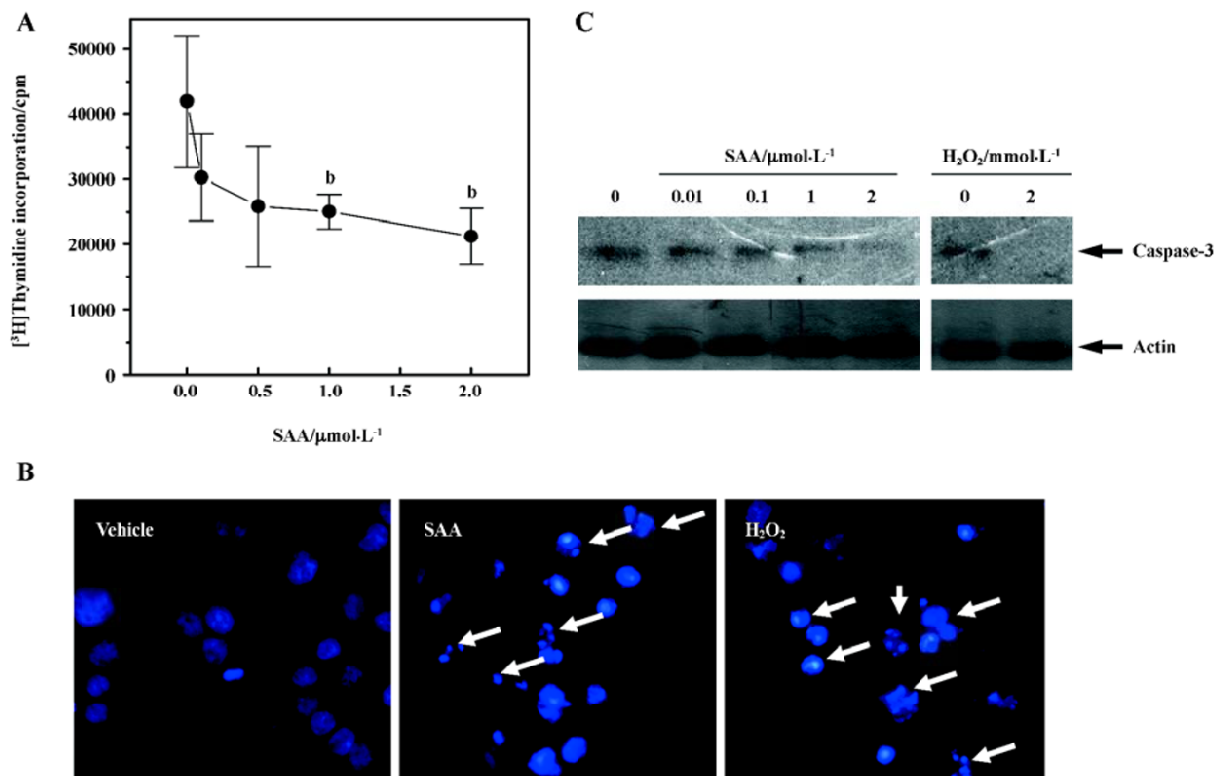 A
[³H]Thymidine incorporation/cpm
50000
40000
30000
20000
10000
0
b b
0.0 0.5 1.0 1.5 2.0
SAA/μmol·L⁻¹
C
SAA/μmol·L⁻¹ H₂O₂/mmol·L⁻¹
0 0.01 0.1 1 2 0 2
Caspase-3
Actin
B
Vehicle SAA H₂O₂